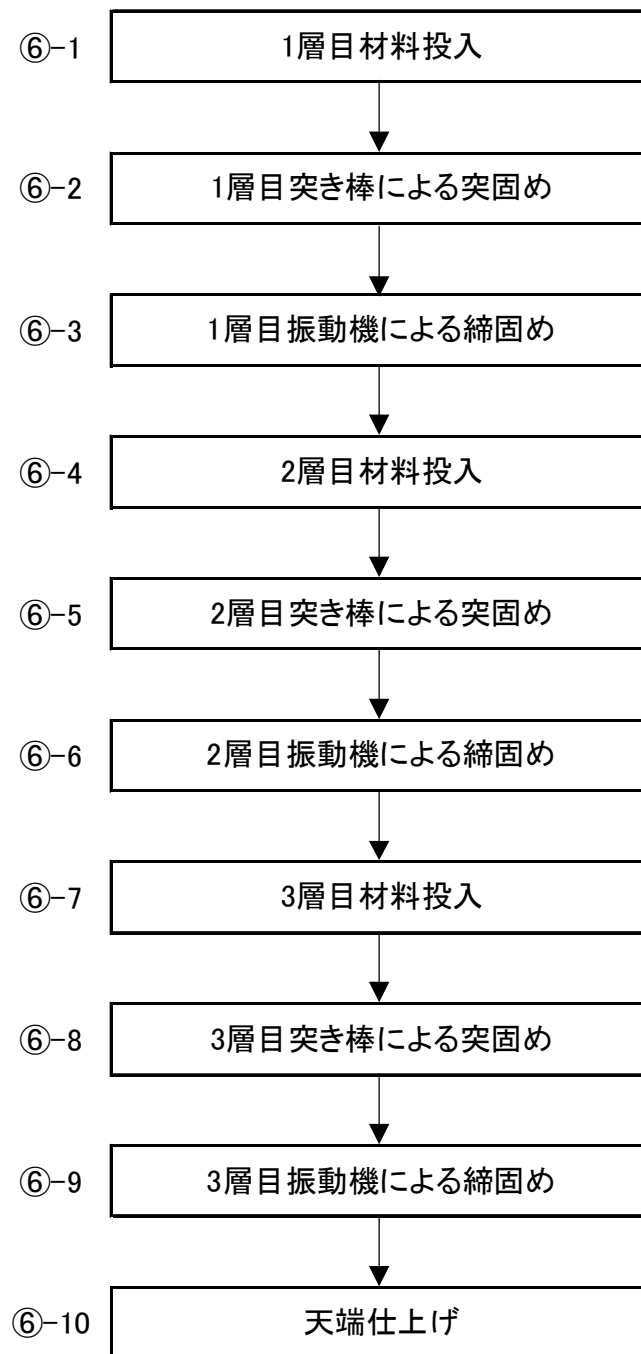 ⑥-1 1層目材料投入
⑥-2 1層目突き棒による突固め
⑥-3 1層目振動機による締固め
⑥-4 2層目材料投入
⑥-5 2層目突き棒による突固め
⑥-6 2層目振動機による締固め
⑥-7 3層目材料投入
⑥-8 3層目突き棒による突固め
⑥-9 3層目振動機による締固め
⑥-10 天端仕上げ